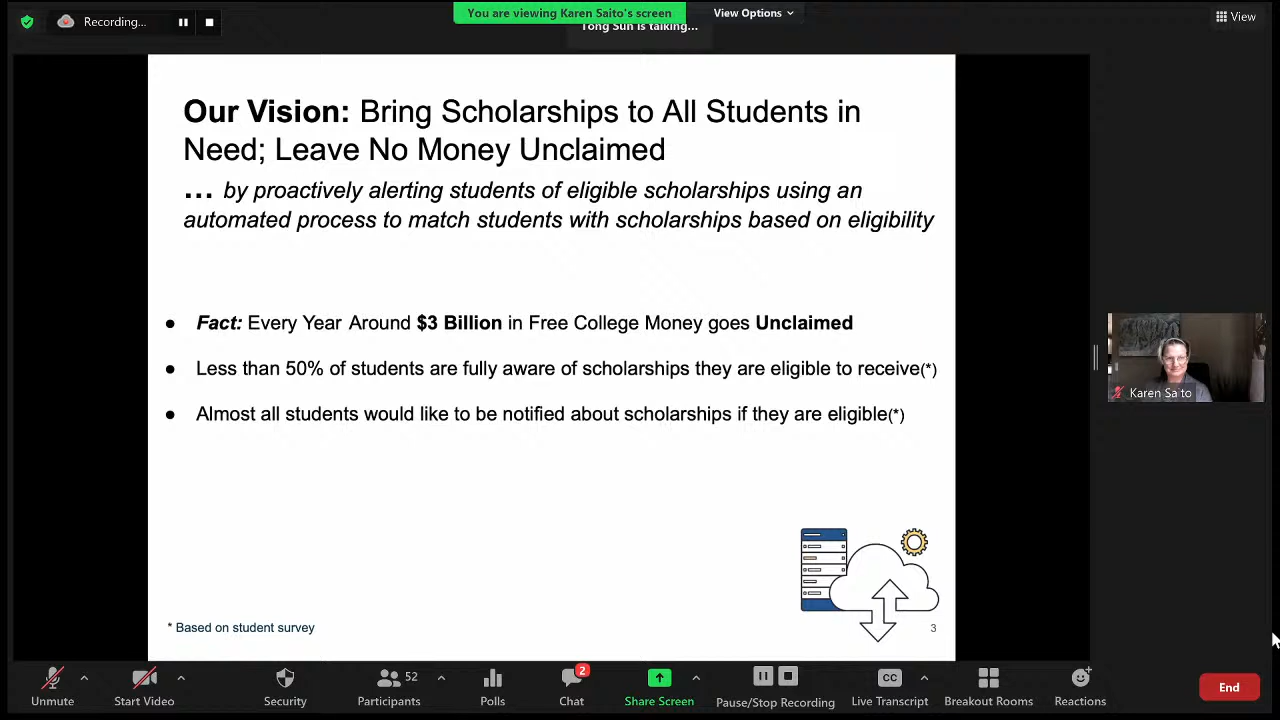 Recording...
You are viewing Karen Saito's screen
View Options
View
Tong Sun is talking...
Our Vision: Bring Scholarships to All Students in
Need; Leave No Money Unclaimed
... by proactively alerting students of eligible scholarships using an
automated process to match students with scholarships based on eligibility
● Fact: Every Year Around $3 Billion in Free College Money goes Unclaimed
● Less than 50% of students are fully aware of scholarships they are eligible to receive(*)
● Almost all students would like to be notified about scholarships if they are eligible(*)
Karen Saito
* Based on student survey
3
52
2
CC
Unmute
Start Video
Security
Participants
Polls
Chat
Share Screen
Pause/Stop Recording
Live Transcript
Breakout Rooms
Reactions
End